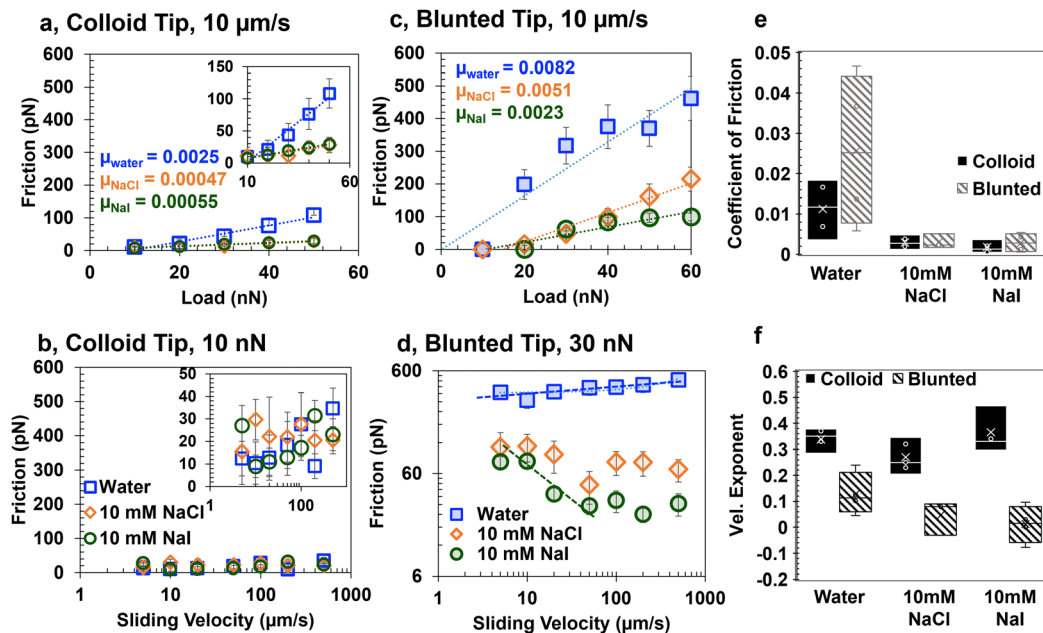 a, Colloid Tip, 10 µm/s
Friction (pN)
600
500
400
300
200
100
0
µwater = 0.0025
µNaCl = 0.00047
µNaI = 0.00055
150
100
50
0
10
60
0
20
40
60
Load (nN)
c, Blunted Tip, 10 µm/s
Friction (pN)
600
500
400
300
200
100
0
µwater = 0.0082
µNaCl = 0.0051
µNaI = 0.0023
0
20
40
60
Load (nN)
e
Coefficient of Friction
0.05
0.04
0.03
0.02
0.01
0
Colloid
Blunted
Water
10mM
NaCl
10mM
NaI
b, Colloid Tip, 10 nN
Friction (pN)
600
500
400
300
200
100
0
50
40
30
20
10
0
1
100
Water
10 mM NaCl
10 mM NaI
1
10
100
1000
Sliding Velocity (µm/s)
d, Blunted Tip, 30 nN
Friction (pN)
600
60
6
Water
10 mM NaCl
10 mM NaI
1
10
100
1000
Sliding Velocity (µm/s)
f
Vel. Exponent
0.6
0.5
0.4
0.3
0.2
0.1
0
-0.1
-0.2
Colloid
Blunted
Water
10mM
NaCl
10mM
NaI